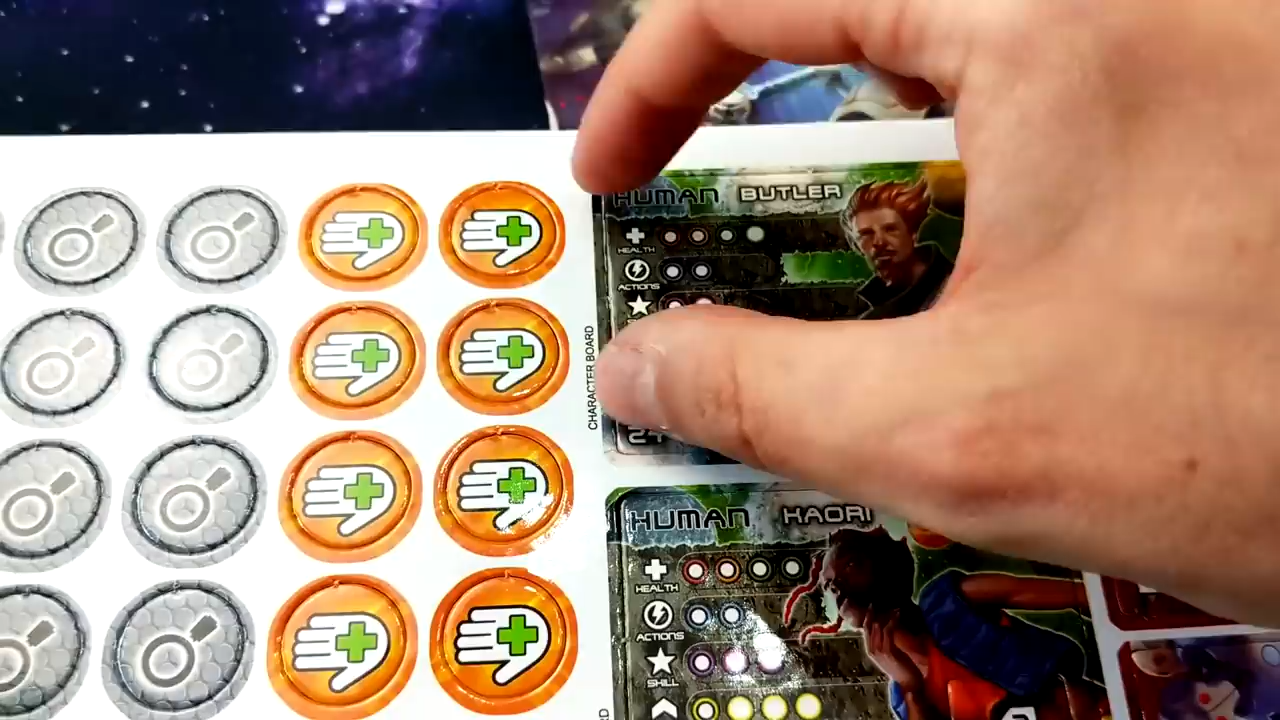 HUMAN BUTLER
HEALTH
ACTIONS
CHARACTER BOARD
HUMAN KAORI
HEALTH
ACTIONS
SKILL